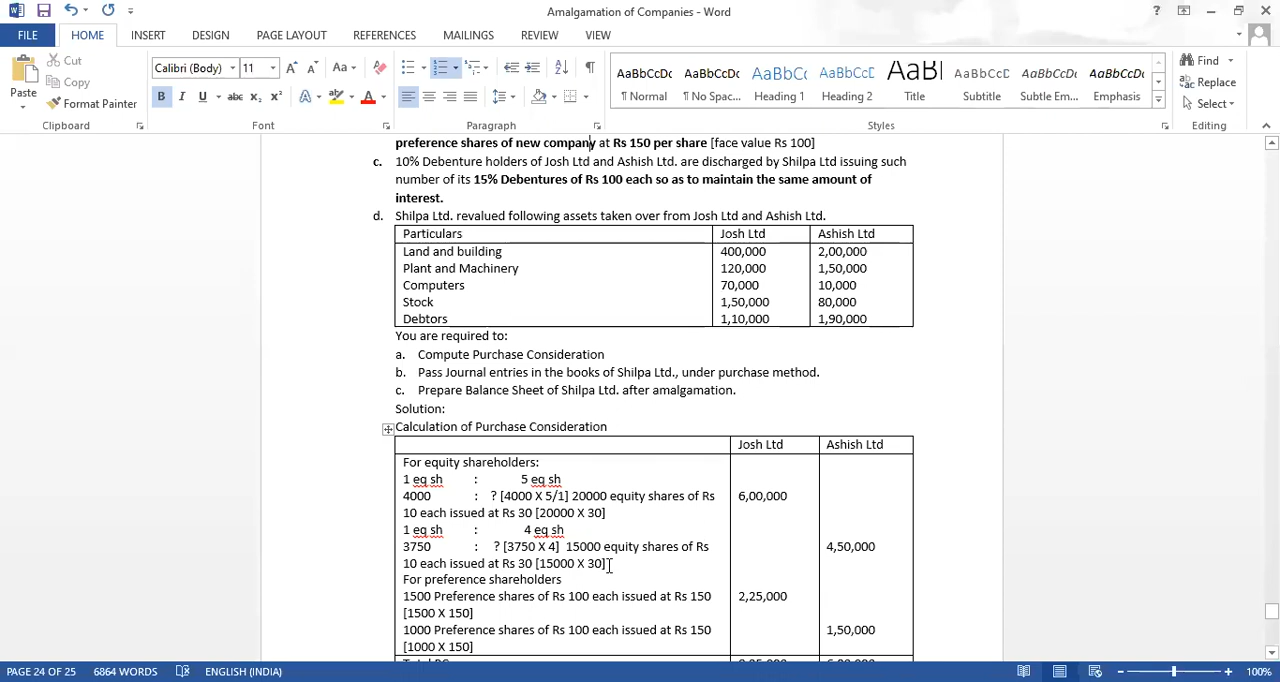 Amalgamation of Companies - Word
FILE HOME INSERT DESIGN PAGE LAYOUT REFERENCES MAILINGS REVIEW VIEW
Paste Cut Copy Format Painter
Calibri (Body) 11
AaBbCcDc AaBbCcDc AaBbCc AaBbCcD AaB AaBbCcD AaBbCcDc AaBbCcDc
¶ Normal ¶ No Spac... Heading 1 Heading 2 Title Subtitle Subtle Em... Emphasis
Find Replace Select
Clipboard Font Paragraph Styles Editing
preference shares of new company at Rs 150 per share [face value Rs 100]
c. 10% Debenture holders of Josh Ltd and Ashish Ltd. are discharged by Shilpa Ltd issuing such
number of its 15% Debentures of Rs 100 each so as to maintain the same amount of
interest.
d. Shilpa Ltd. revalued following assets taken over from Josh Ltd and Ashish Ltd.
Particulars Josh Ltd Ashish Ltd
Land and building 400,000 2,00,000
Plant and Machinery 120,000 1,50,000
Computers 70,000 10,000
Stock 1,50,000 80,000
Debtors 1,10,000 1,90,000
You are required to:
a. Compute Purchase Consideration
b. Pass Journal entries in the books of Shilpa Ltd., under purchase method.
c. Prepare Balance Sheet of Shilpa Ltd. after amalgamation.
Solution:
Calculation of Purchase Consideration
Josh Ltd Ashish Ltd
For equity shareholders:
1 eq sh : 5 eq sh
4000 : ? [4000 X 5/1] 20000 equity shares of Rs 6,00,000
10 each issued at Rs 30 [20000 X 30]
1 eq sh : 4 eq sh
3750 : ? [3750 X 4] 15000 equity shares of Rs 4,50,000
10 each issued at Rs 30 [15000 X 30]
For preference shareholders
1500 Preference shares of Rs 100 each issued at Rs 150 2,25,000
[1500 X 150]
1000 Preference shares of Rs 100 each issued at Rs 150 1,50,000
[1000 X 150]
PAGE 24 OF 25 6864 WORDS ENGLISH (INDIA) 100%